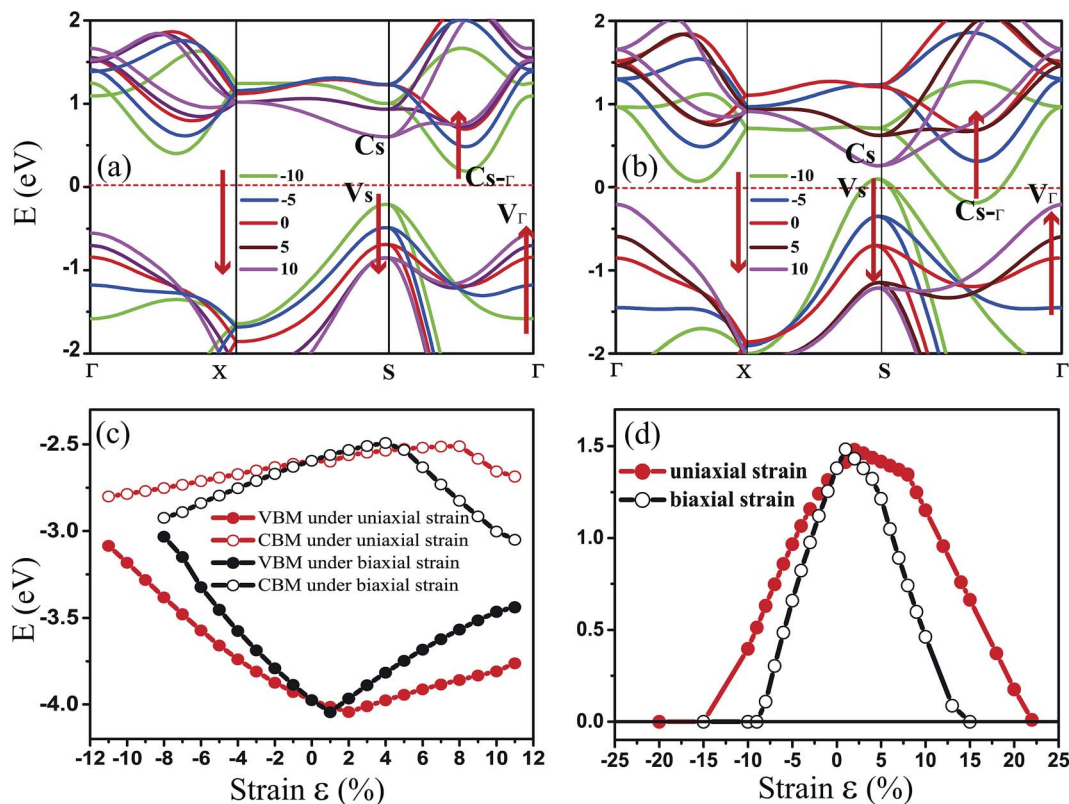 (a)
E (eV)
2
1
0
-1
-2
Cs
Vs
Cs-Γ
VΓ
-10
-5
0
5
10
Γ
X
S
Γ
(b)
E (eV)
2
1
0
-1
-2
Cs
Vs
Cs-Γ
VΓ
-10
-5
0
5
10
Γ
X
S
Γ
(c)
E (eV)
-2.5
-3.0
-3.5
-4.0
VBM under uniaxial strain
CBM under uniaxial strain
VBM under biaxial strain
CBM under biaxial strain
-12 -10 -8 -6 -4 -2 0 2 4 6 8 10 12
Strain ε (%)
(d)
1.5
1.0
0.5
0.0
uniaxial strain
biaxial strain
-25 -20 -15 -10 -5 0 5 10 15 20 25
Strain ε (%)